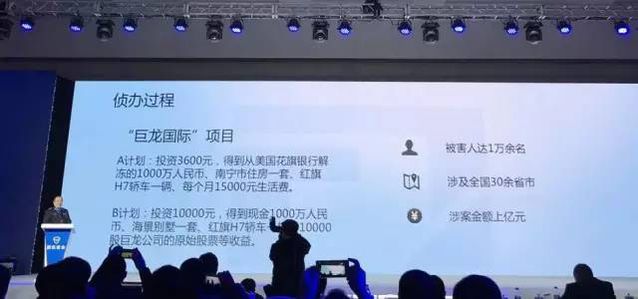 侦办过程
“巨龙国际”项目
A计划：投资3600元，得到从美国花旗银行解
冻的1000万人民币、南宁市住房一套、红旗
H7轿车一辆、每个月15000元生活费。
B计划：投资10000元，得到现金1000万人民
币、海景别墅一套、红旗H7轿车
10000
股巨龙公司的原始股票等收益。
被害人达1万余名
涉及全国30余省市
涉案金额上亿元